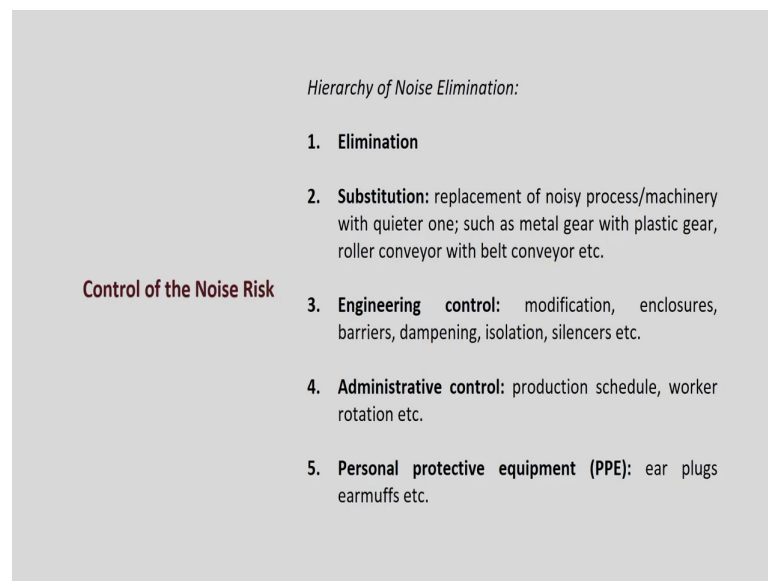 Hierarchy of Noise Elimination:
1. Elimination
2. Substitution: replacement of noisy process/machinery
with quieter one; such as metal gear with plastic gear,
roller conveyor with belt conveyor etc.
Control of the Noise Risk
3. Engineering control: modification, enclosures,
barriers, dampening, isolation, silencers etc.
4. Administrative control: production schedule, worker
rotation etc.
5. Personal protective equipment (PPE): ear plugs
earmuffs etc.